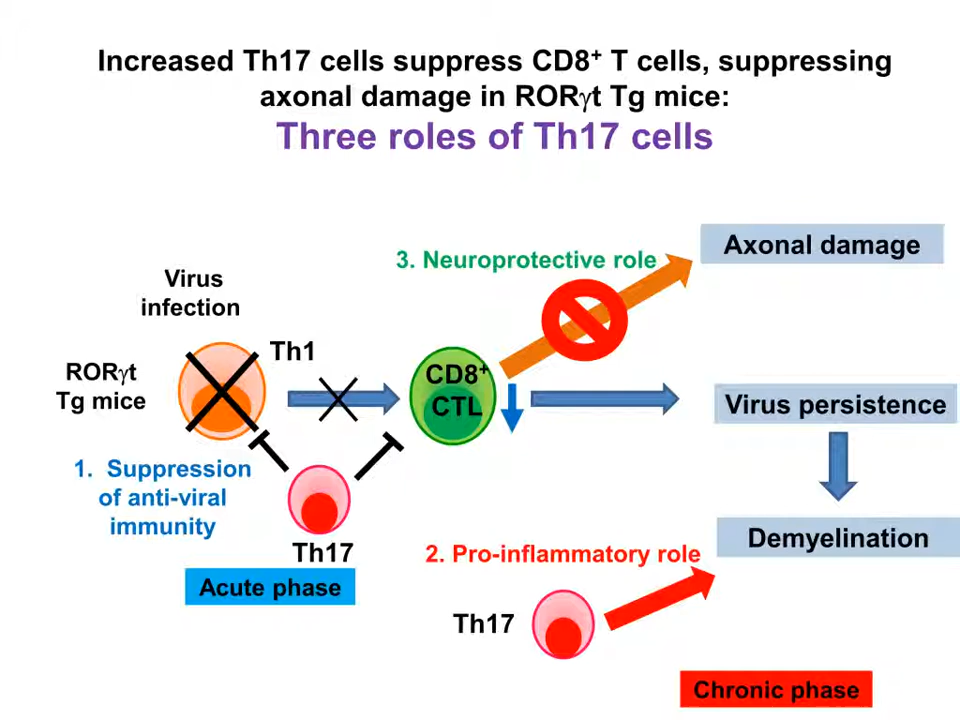 Increased Th17 cells suppress CD8⁺ T cells, suppressing
axonal damage in RORγt Tg mice:
Three roles of Th17 cells
Axonal damage
3. Neuroprotective role
Virus
infection
Th1
RORγt
Tg mice
CD8⁺
CTL
Virus persistence
1. Suppression
of anti-viral
immunity
Th17
Acute phase
Demyelination
2. Pro-inflammatory role
Th17
Chronic phase